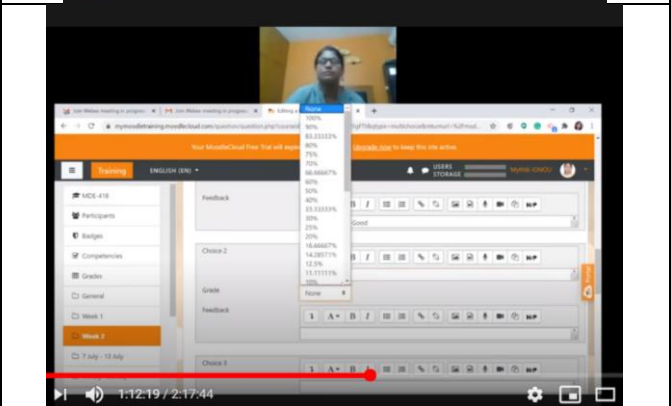 Join Webex meeting in progress
Join Webex meeting in progress
Editing a
mymoodletraining.moodlecloud.com/question/question.php?courseid
Your MoodleCloud Free Trial will expire
Upgrade now to keep this site active.
Training
ENGLISH (EN)
USERS
STORAGE
MDE-418
Participants
Badges
Competencies
Grades
General
Week 1
Week 2
7 July - 13 July
Feedback
Good
Choice 2
Grade
None
Feedback
Choice 3
None
100%
90%
83.33333%
80%
75%
70%
66.66667%
60%
50%
40%
33.33333%
30%
25%
20%
16.66667%
14.28571%
12.5%
11.11111%
10%
1:12:19 / 2:17:44